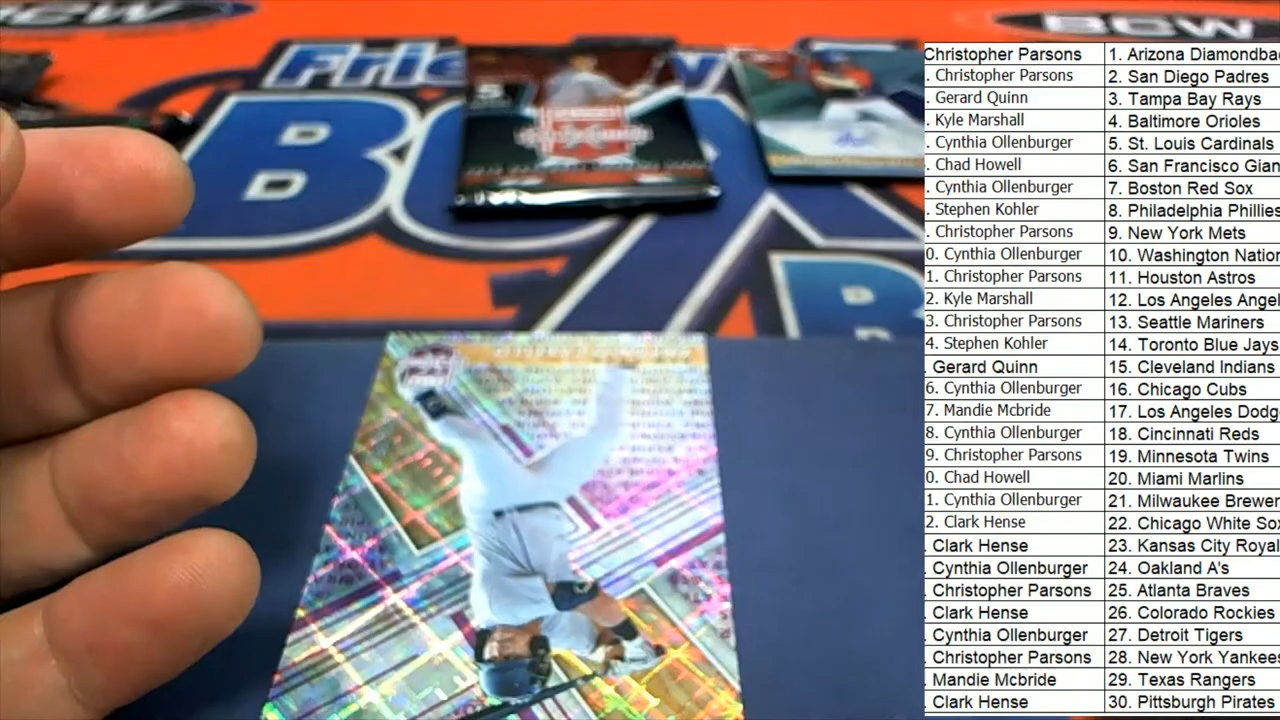 BCW
Frie
BO
B
5
Christopher Parsons 1. Arizona Diamondba
. Christopher Parsons 2. San Diego Padres
. Gerard Quinn 3. Tampa Bay Rays
. Kyle Marshall 4. Baltimore Orioles
. Cynthia Ollenburger 5. St. Louis Cardinals
. Chad Howell 6. San Francisco Gian
. Cynthia Ollenburger 7. Boston Red Sox
. Stephen Kohler 8. Philadelphia Phillies
. Christopher Parsons 9. New York Mets
0. Cynthia Ollenburger 10. Washington Nation
1. Christopher Parsons 11. Houston Astros
2. Kyle Marshall 12. Los Angeles Angel
3. Christopher Parsons 13. Seattle Mariners
4. Stephen Kohler 14. Toronto Blue Jays
. Gerard Quinn 15. Cleveland Indians
6. Cynthia Ollenburger 16. Chicago Cubs
7. Mandie Mcbride 17. Los Angeles Dodg
8. Cynthia Ollenburger 18. Cincinnati Reds
9. Christopher Parsons 19. Minnesota Twins
0. Chad Howell 20. Miami Marlins
1. Cynthia Ollenburger 21. Milwaukee Brewer
2. Clark Hense 22. Chicago White Sox
. Clark Hense 23. Kansas City Royal
. Cynthia Ollenburger 24. Oakland A's
. Christopher Parsons 25. Atlanta Braves
. Clark Hense 26. Colorado Rockies
. Cynthia Ollenburger 27. Detroit Tigers
. Christopher Parsons 28. New York Yankees
. Mandie Mcbride 29. Texas Rangers
. Clark Hense 30. Pittsburgh Pirates